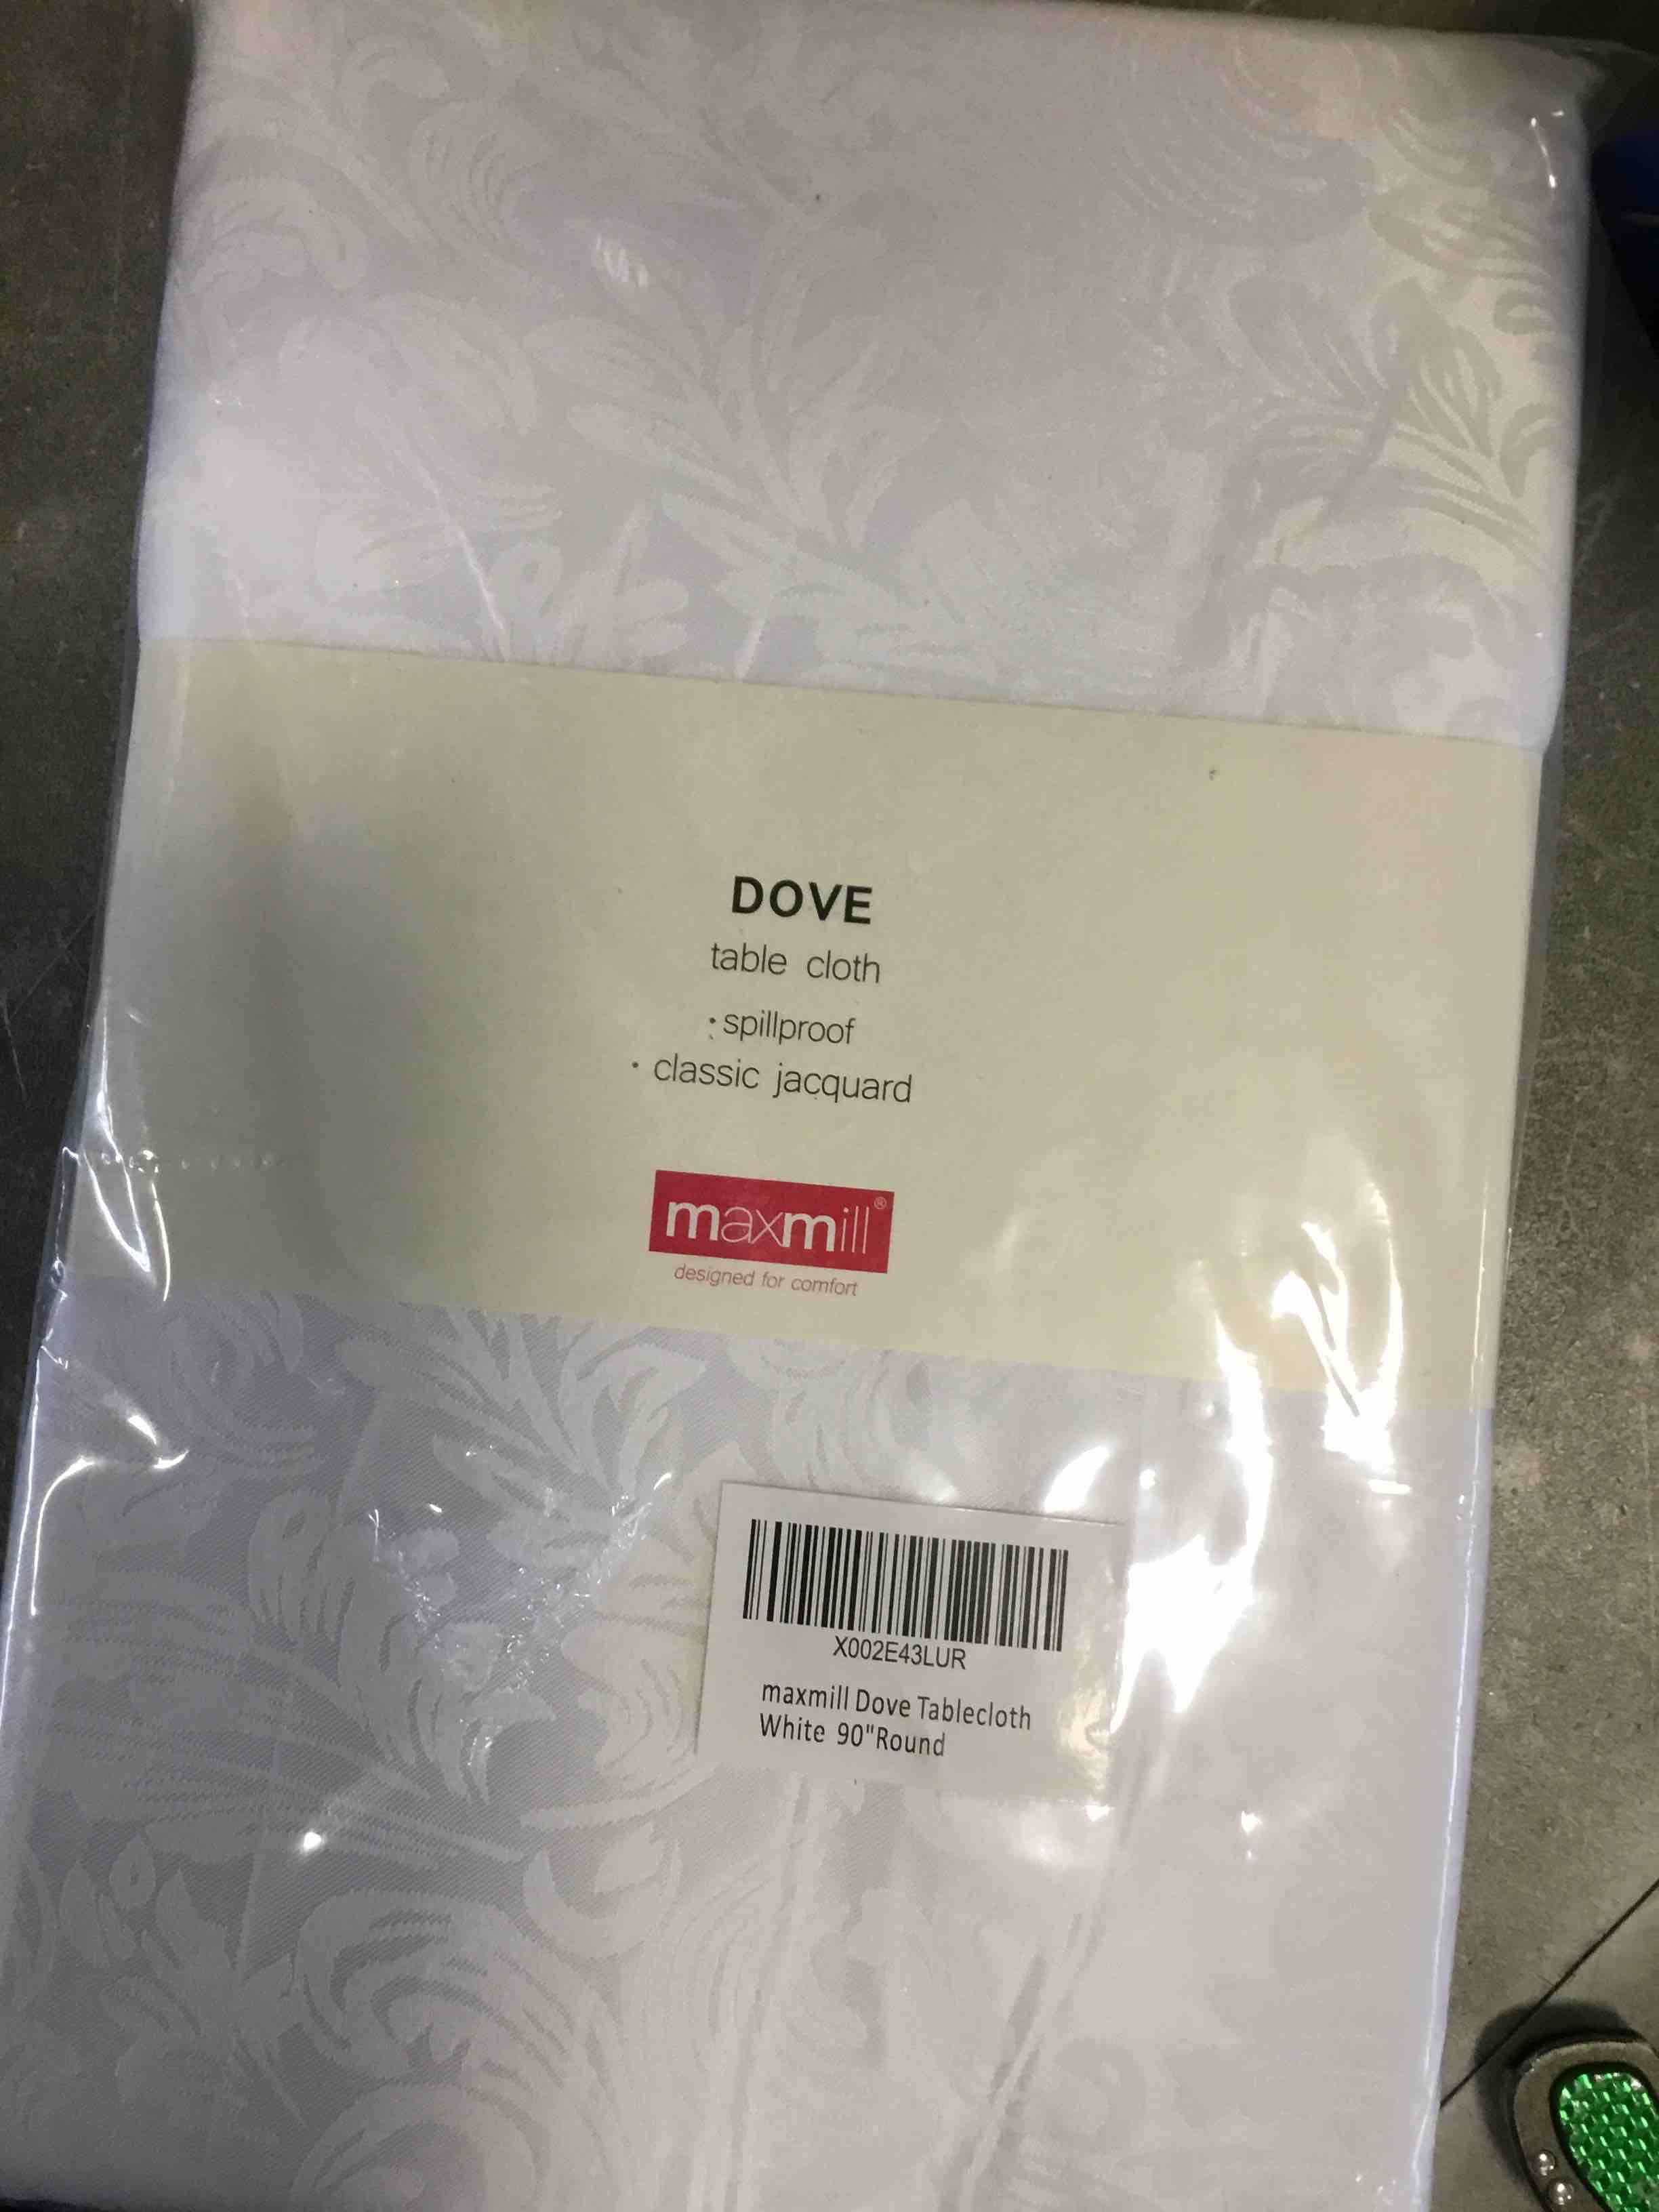 DOVE
table cloth
• spillproof
• classic jacquard
maxmill®
designed for comfort
X002E43LUR
maxmill Dove Tablecloth
White 90"Round